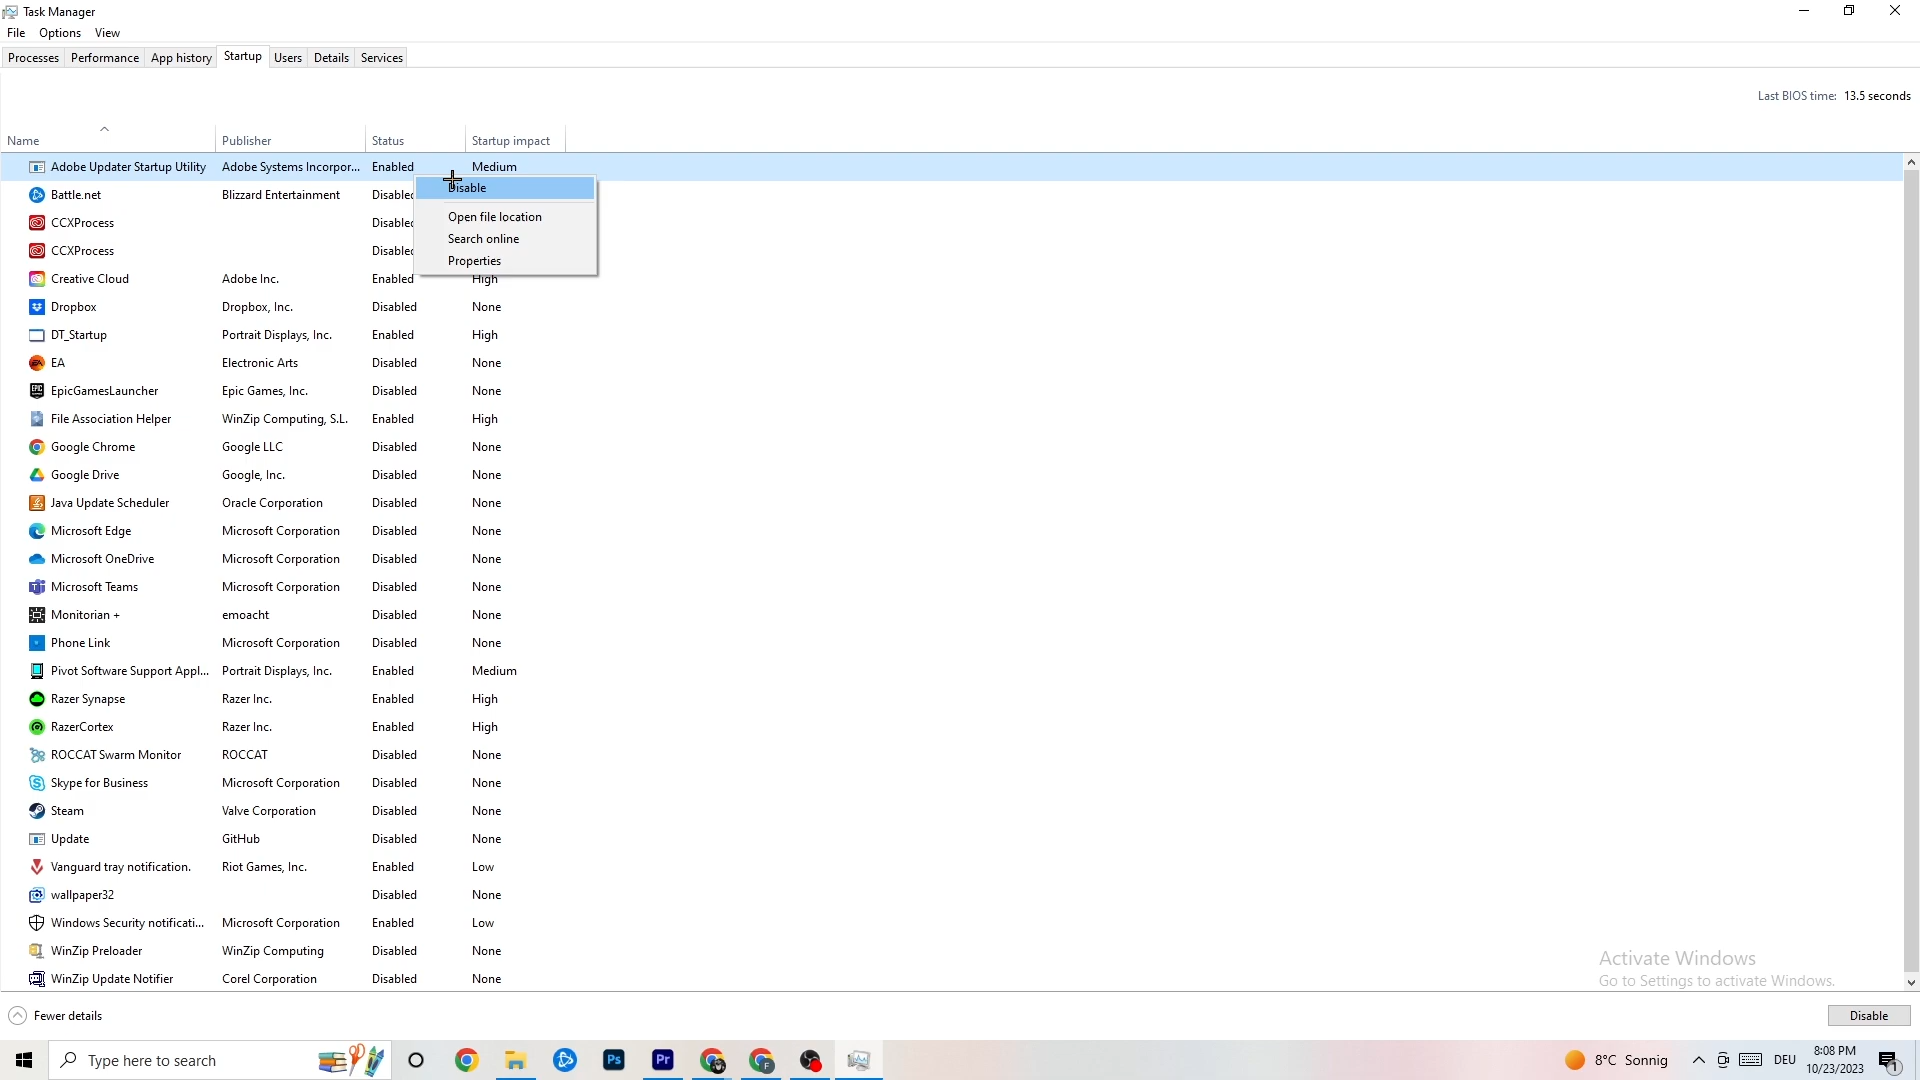 Task Manager
File Options View
Processes Performance App history Startup Users Details Services
Last BIOS time: 13.5 seconds
Name Publisher Status Startup impact
Adobe Updater Startup Utility Adobe Systems Incorpor... Enabled Medium
Battle.net Blizzard Entertainment Disabled
Disable
CCXProcess Disabled
Open file location
Search online
CCXProcess Disabled
Properties
Creative Cloud Adobe Inc. Enabled High
Dropbox Dropbox, Inc. Disabled None
DT_Startup Portrait Displays, Inc. Enabled High
EA Electronic Arts Disabled None
EpicGamesLauncher Epic Games, Inc. Disabled None
File Association Helper WinZip Computing, S.L. Enabled High
Google Chrome Google LLC Disabled None
Google Drive Google, Inc. Disabled None
Java Update Scheduler Oracle Corporation Disabled None
Microsoft Edge Microsoft Corporation Disabled None
Microsoft OneDrive Microsoft Corporation Disabled None
Microsoft Teams Microsoft Corporation Disabled None
Monitorian + emoacht Disabled None
Phone Link Microsoft Corporation Disabled None
Pivot Software Support Appl... Portrait Displays, Inc. Enabled Medium
Razer Synapse Razer Inc. Enabled High
RazerCortex Razer Inc. Enabled High
ROCCAT Swarm Monitor ROCCAT Disabled None
Skype for Business Microsoft Corporation Disabled None
Steam Valve Corporation Disabled None
Update GitHub Disabled None
Vanguard tray notification. Riot Games, Inc. Enabled Low
wallpaper32 Disabled None
Windows Security notificati... Microsoft Corporation Enabled Low
WinZip Preloader WinZip Computing Disabled None
WinZip Update Notifier Corel Corporation Disabled None
Activate Windows
Go to Settings to activate Windows.
Fewer details Disable
Type here to search Ps Pr F 8°C Sonnig DEU 8:08 PM
10/23/2023 1